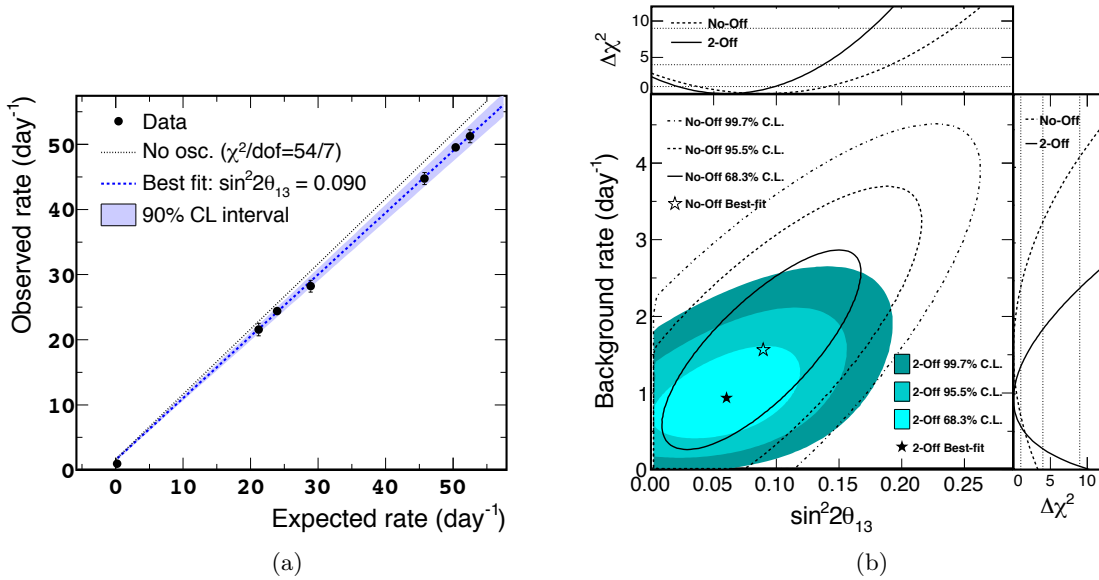 Observed rate (day⁻¹)
50
40
30
20
10
0
Data
No osc. (χ²/dof=54/7)
Best fit: sin²2θ₁₃ = 0.090
90% CL interval
0 10 20 30 40 50
Expected rate (day⁻¹)
(a)
Δχ²
10
5
0
No-Off
2-Off
Background rate (day⁻¹)
4
3
2
1
0
No-Off 99.7% C.L.
No-Off 95.5% C.L.
No-Off 68.3% C.L.
No-Off Best-fit
2-Off 99.7% C.L.
2-Off 95.5% C.L.
2-Off 68.3% C.L.
2-Off Best-fit
0.00 0.05 0.10 0.15 0.20 0.25
sin²2θ₁₃
No-Off
2-Off
0 5 10
Δχ²
(b)